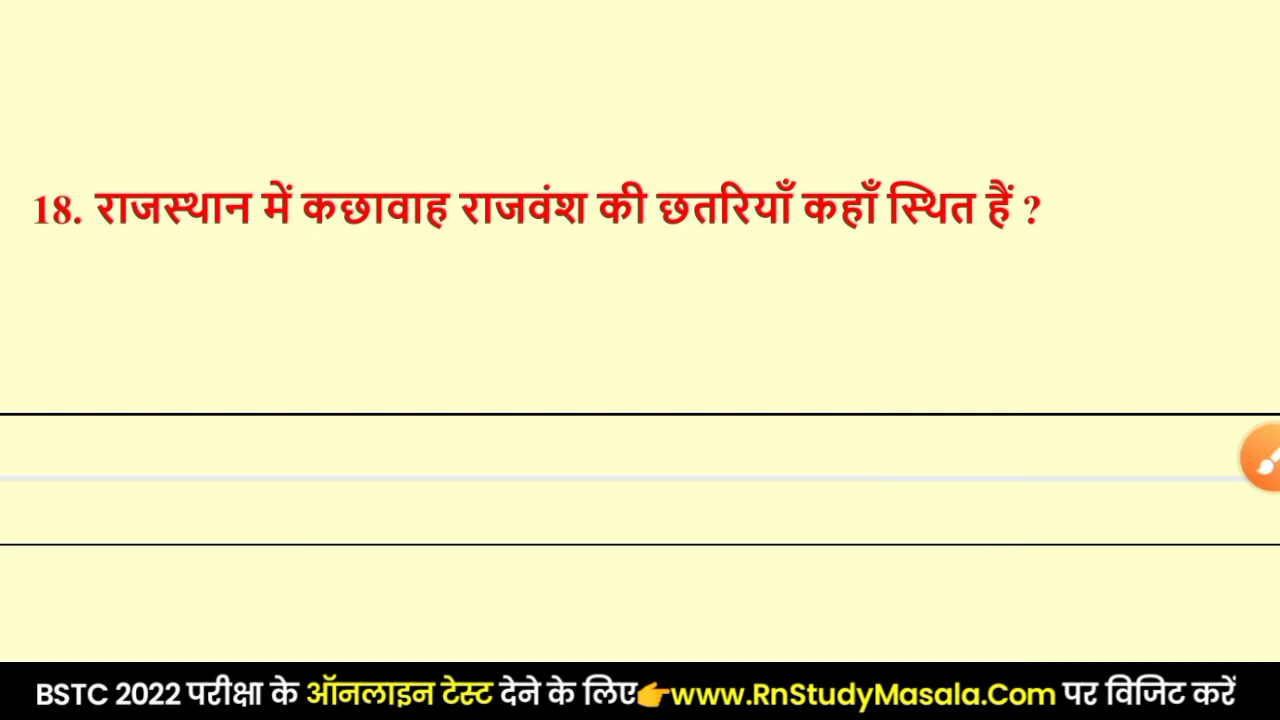 18. राजस्थान में कछावाह राजवंश की छतरियाँ कहाँ स्थित हैं ?
BSTC 2022 परीक्षा के ऑनलाइन टेस्ट देने के लिए👉www.RnStudyMasala.Com पर विजिट करें